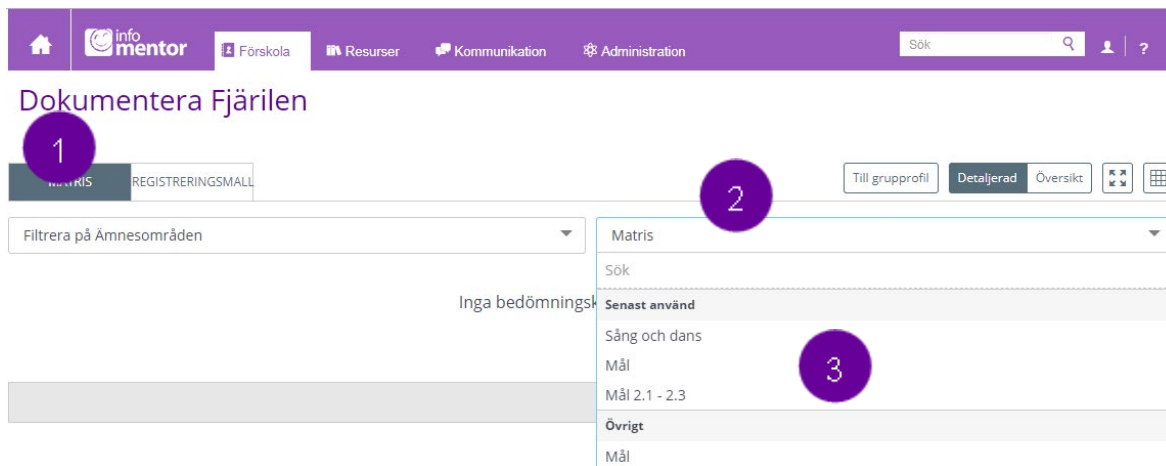 info
mentor
Förskola
Resurser
Kommunikation
Administration
Sök
?
Dokumentera Fjärilen
1
MATRIS
REGISTRERINGSMALL
2
Till grupprofil
Detaljerad
Översikt
Filtrera på Ämnesområden
Matris
Sök
Inga bedömningsk
Senast använd
Sång och dans
Mål
3
Mål 2.1 - 2.3
Övrigt
Mål